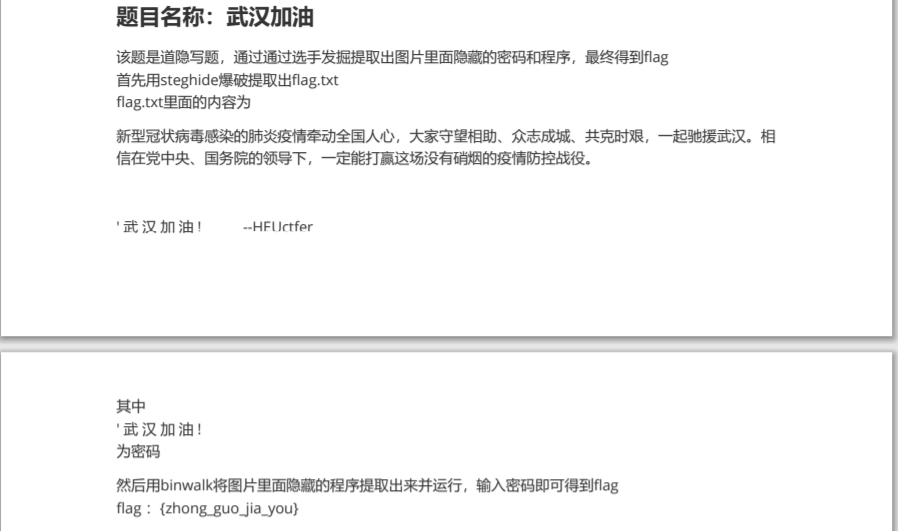 题目名称：武汉加油
该题是道隐写题，通过通过选手发掘提取出图片里面隐藏的密码和程序，最终得到flag
首先用steghide爆破提取出flag.txt
flag.txt里面的内容为
新型冠状病毒感染的肺炎疫情牵动全国人心，大家守望相助、众志成城、共克时艰，一起驰援武汉。相
信在党中央、国务院的领导下，一定能打赢这场没有硝烟的疫情防控战役。
' 武 汉 加 油 ! --HEUctfer
其中
' 武 汉 加 油 !
为密码
然后用binwalk将图片里面隐藏的程序提取出来并运行，输入密码即可得到flag
flag ：{zhong_guo_jia_you}